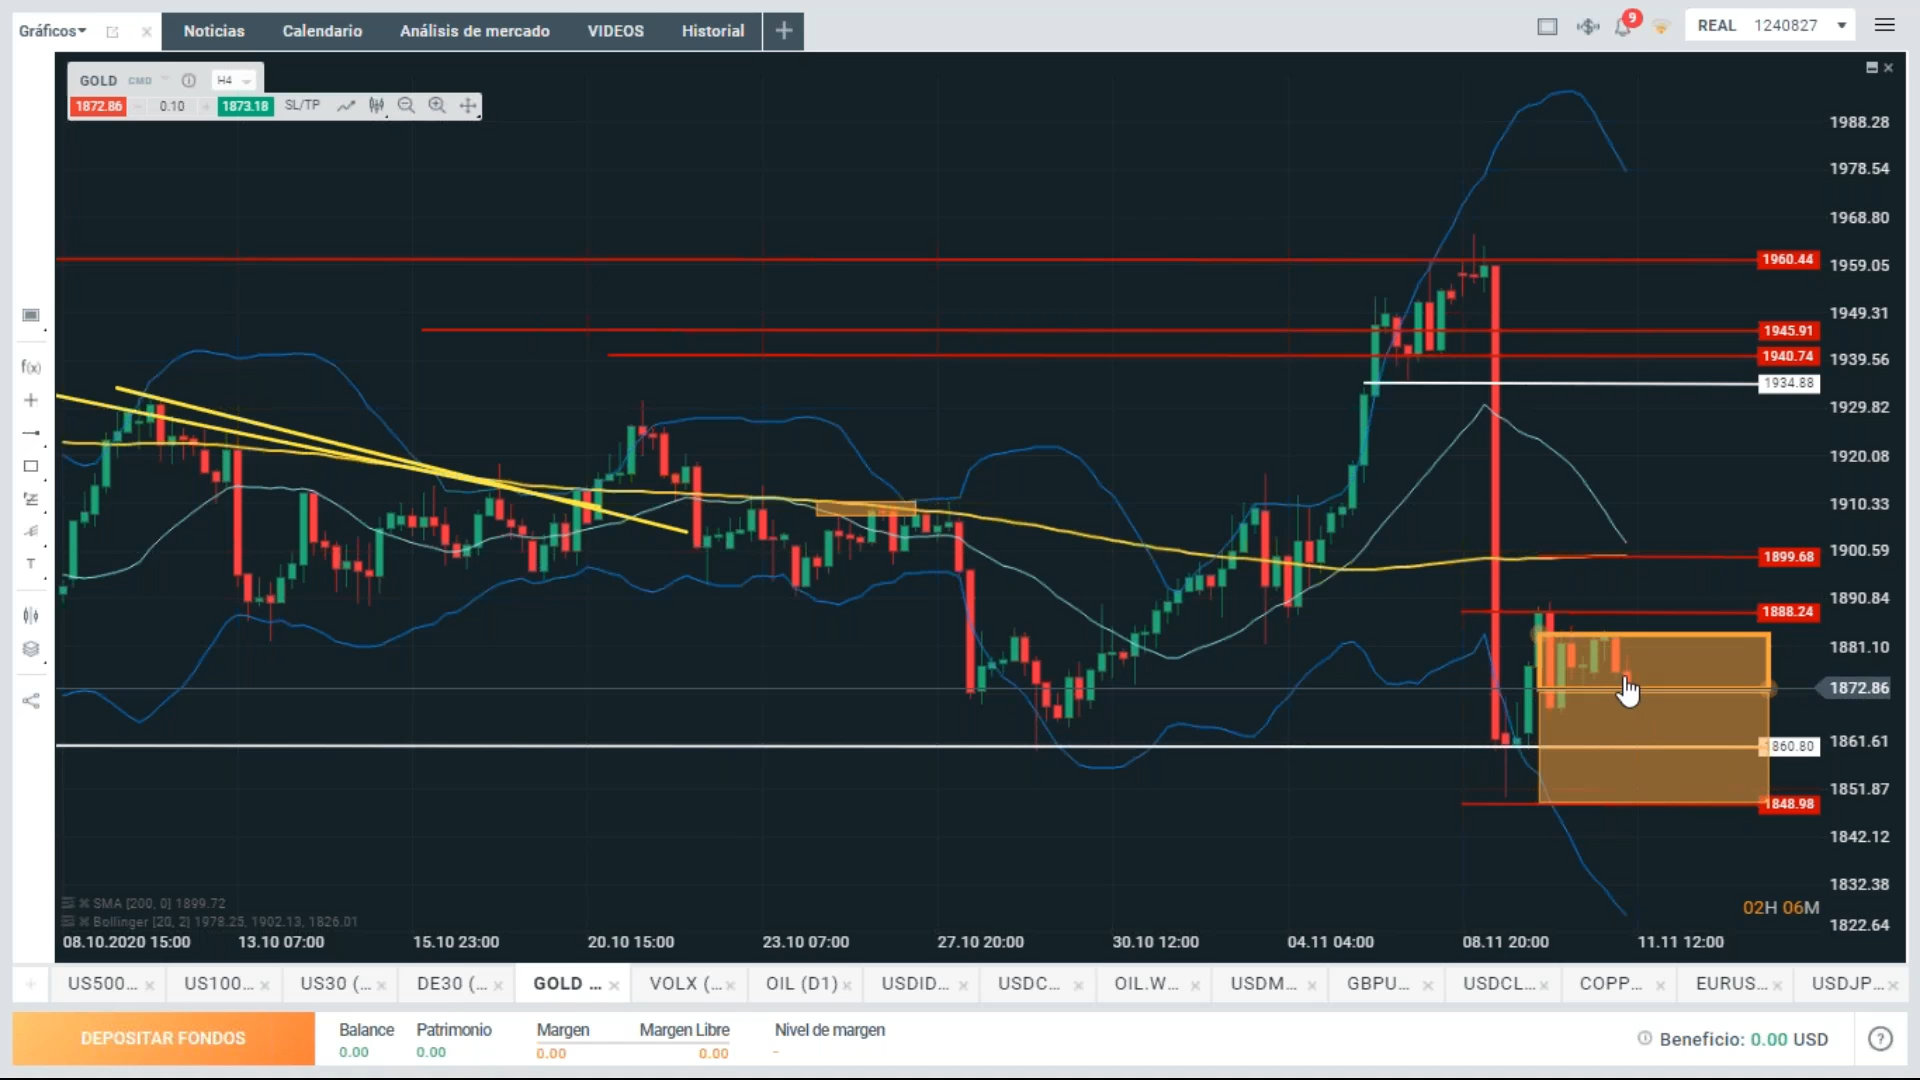 Gráficos
Noticias
Calendario
Análisis de mercado
VIDEOS
Historial
9
REAL 1240827
GOLD CMD H4
1872.86 0.10 1873.18 SL/TP
1988.28
1978.54
1968.80
1960.44
1959.05
1949.31
1945.91
1940.74
1939.56
1934.88
1929.82
1920.08
1910.33
1900.59
1899.68
1890.84
1888.24
1881.10
1872.86
1861.61
1860.80
1851.87
1848.98
1842.12
1832.38
1822.64
f(x)
T
02H 06M
SMA [200, 0] 1899.72
Bollinger [20, 2] 1978.25, 1902.13, 1826.01
08.10.2020 15:00 13.10 07:00 15.10 23:00 20.10 15:00 23.10 07:00 27.10 20:00 30.10 12:00 04.11 04:00 08.11 20:00 11.11 12:00
US500... US100... US30 (... DE30 (... GOLD ... VOLX (... OIL (D1) USDID... USDC... OIL.W... USDM... GBPU... USDCL... COPP... EURUS... USDJP...
DEPOSITAR FONDOS
Balance Patrimonio Margen Margen Libre Nivel de margen
0.00 0.00 0.00 0.00 -
Beneficio: 0.00 USD
?